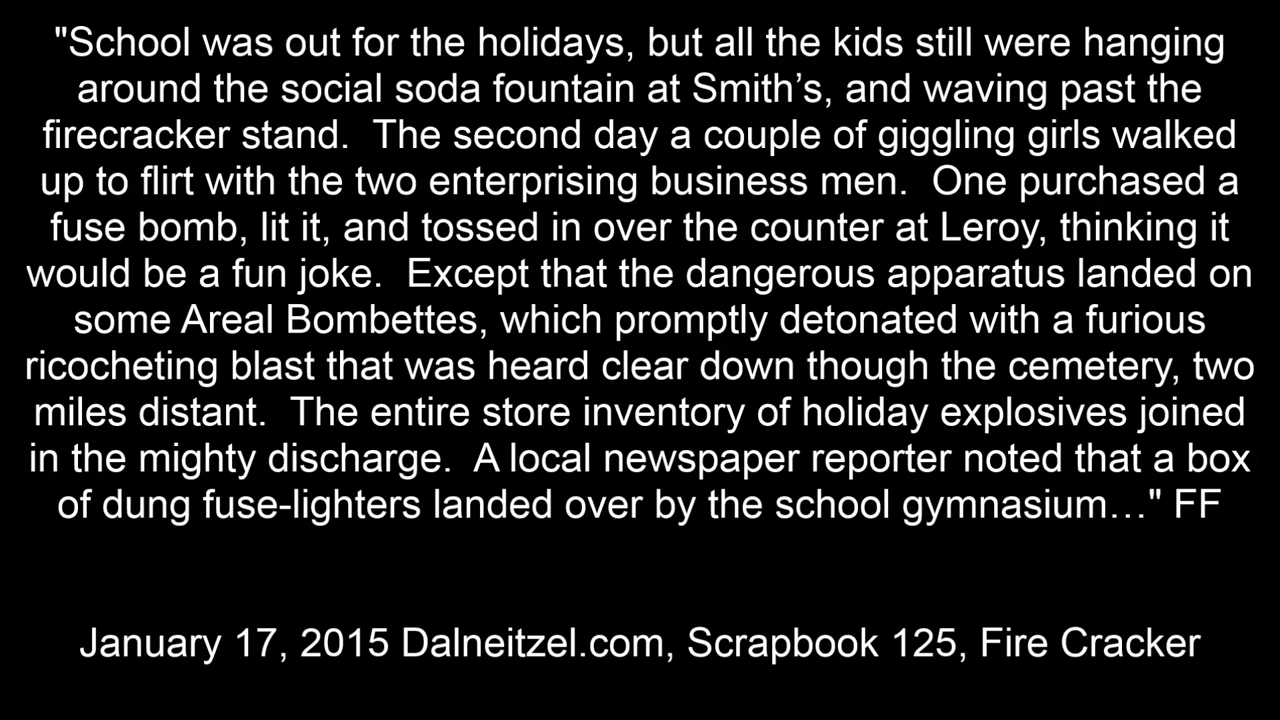 "School was out for the holidays, but all the kids still were hanging
around the social soda fountain at Smith’s, and waving past the
firecracker stand.  The second day a couple of giggling girls walked
up to flirt with the two enterprising business men.  One purchased a
fuse bomb, lit it, and tossed in over the counter at Leroy, thinking it
would be a fun joke.  Except that the dangerous apparatus landed on
some Areal Bombettes, which promptly detonated with a furious
ricocheting blast that was heard clear down though the cemetery, two
miles distant.  The entire store inventory of holiday explosives joined
in the mighty discharge.  A local newspaper reporter noted that a box
of dung fuse-lighters landed over by the school gymnasium…" FF
January 17, 2015 Dalneitzel.com, Scrapbook 125, Fire Cracker